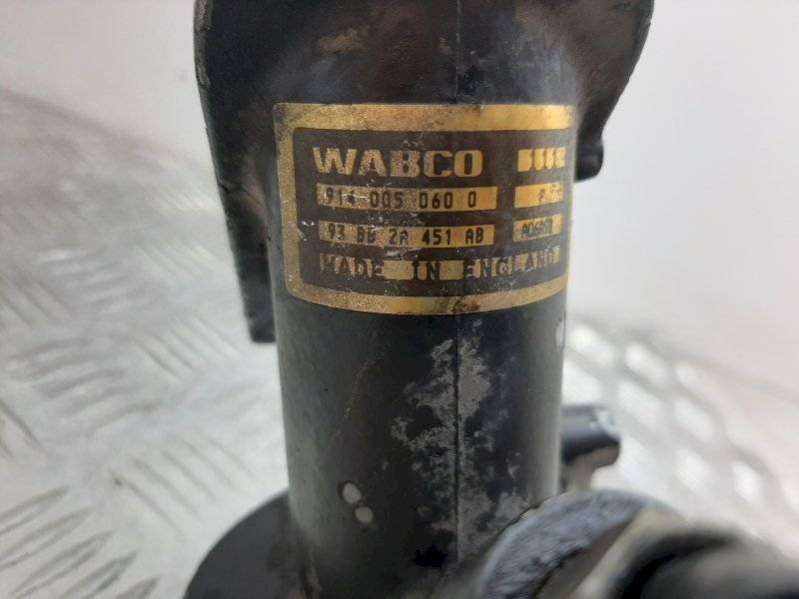 WABCO
914 005 060 0
93 BB 2A 451 AB
MADE IN ENGLAND